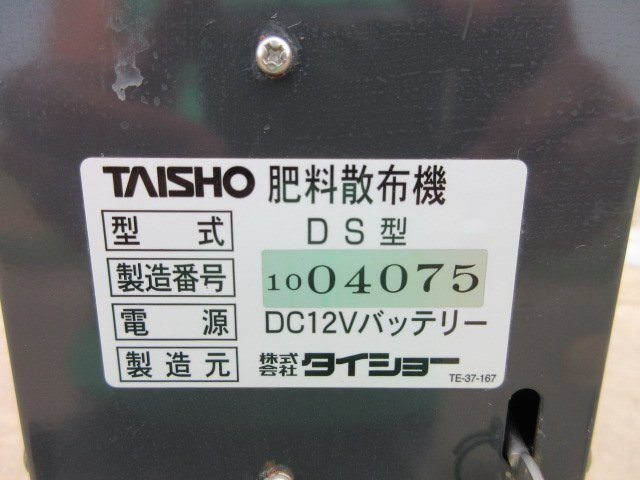 TAISHO 肥料散布機
型式 DS型
製造番号 1004075
電源 DC12Vバッテリー
製造元 株式会社 タイショー
TE-37-167